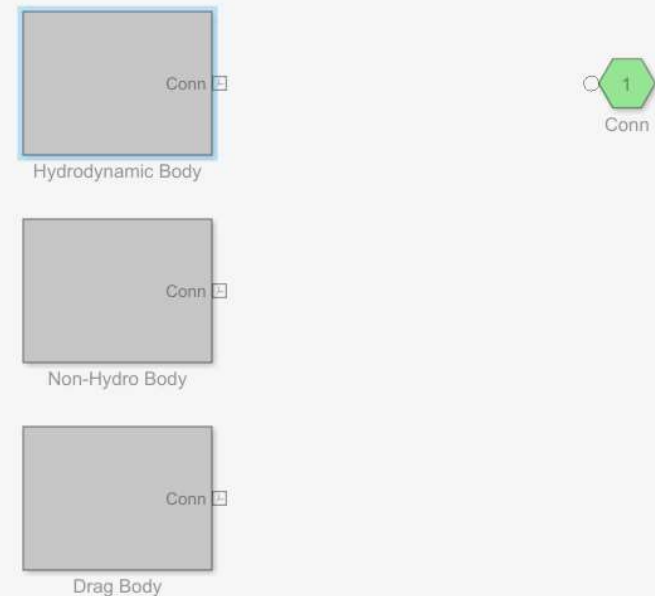 Conn
Hydrodynamic Body
1
Conn
Conn
Non-Hydro Body
Conn
Drag Body